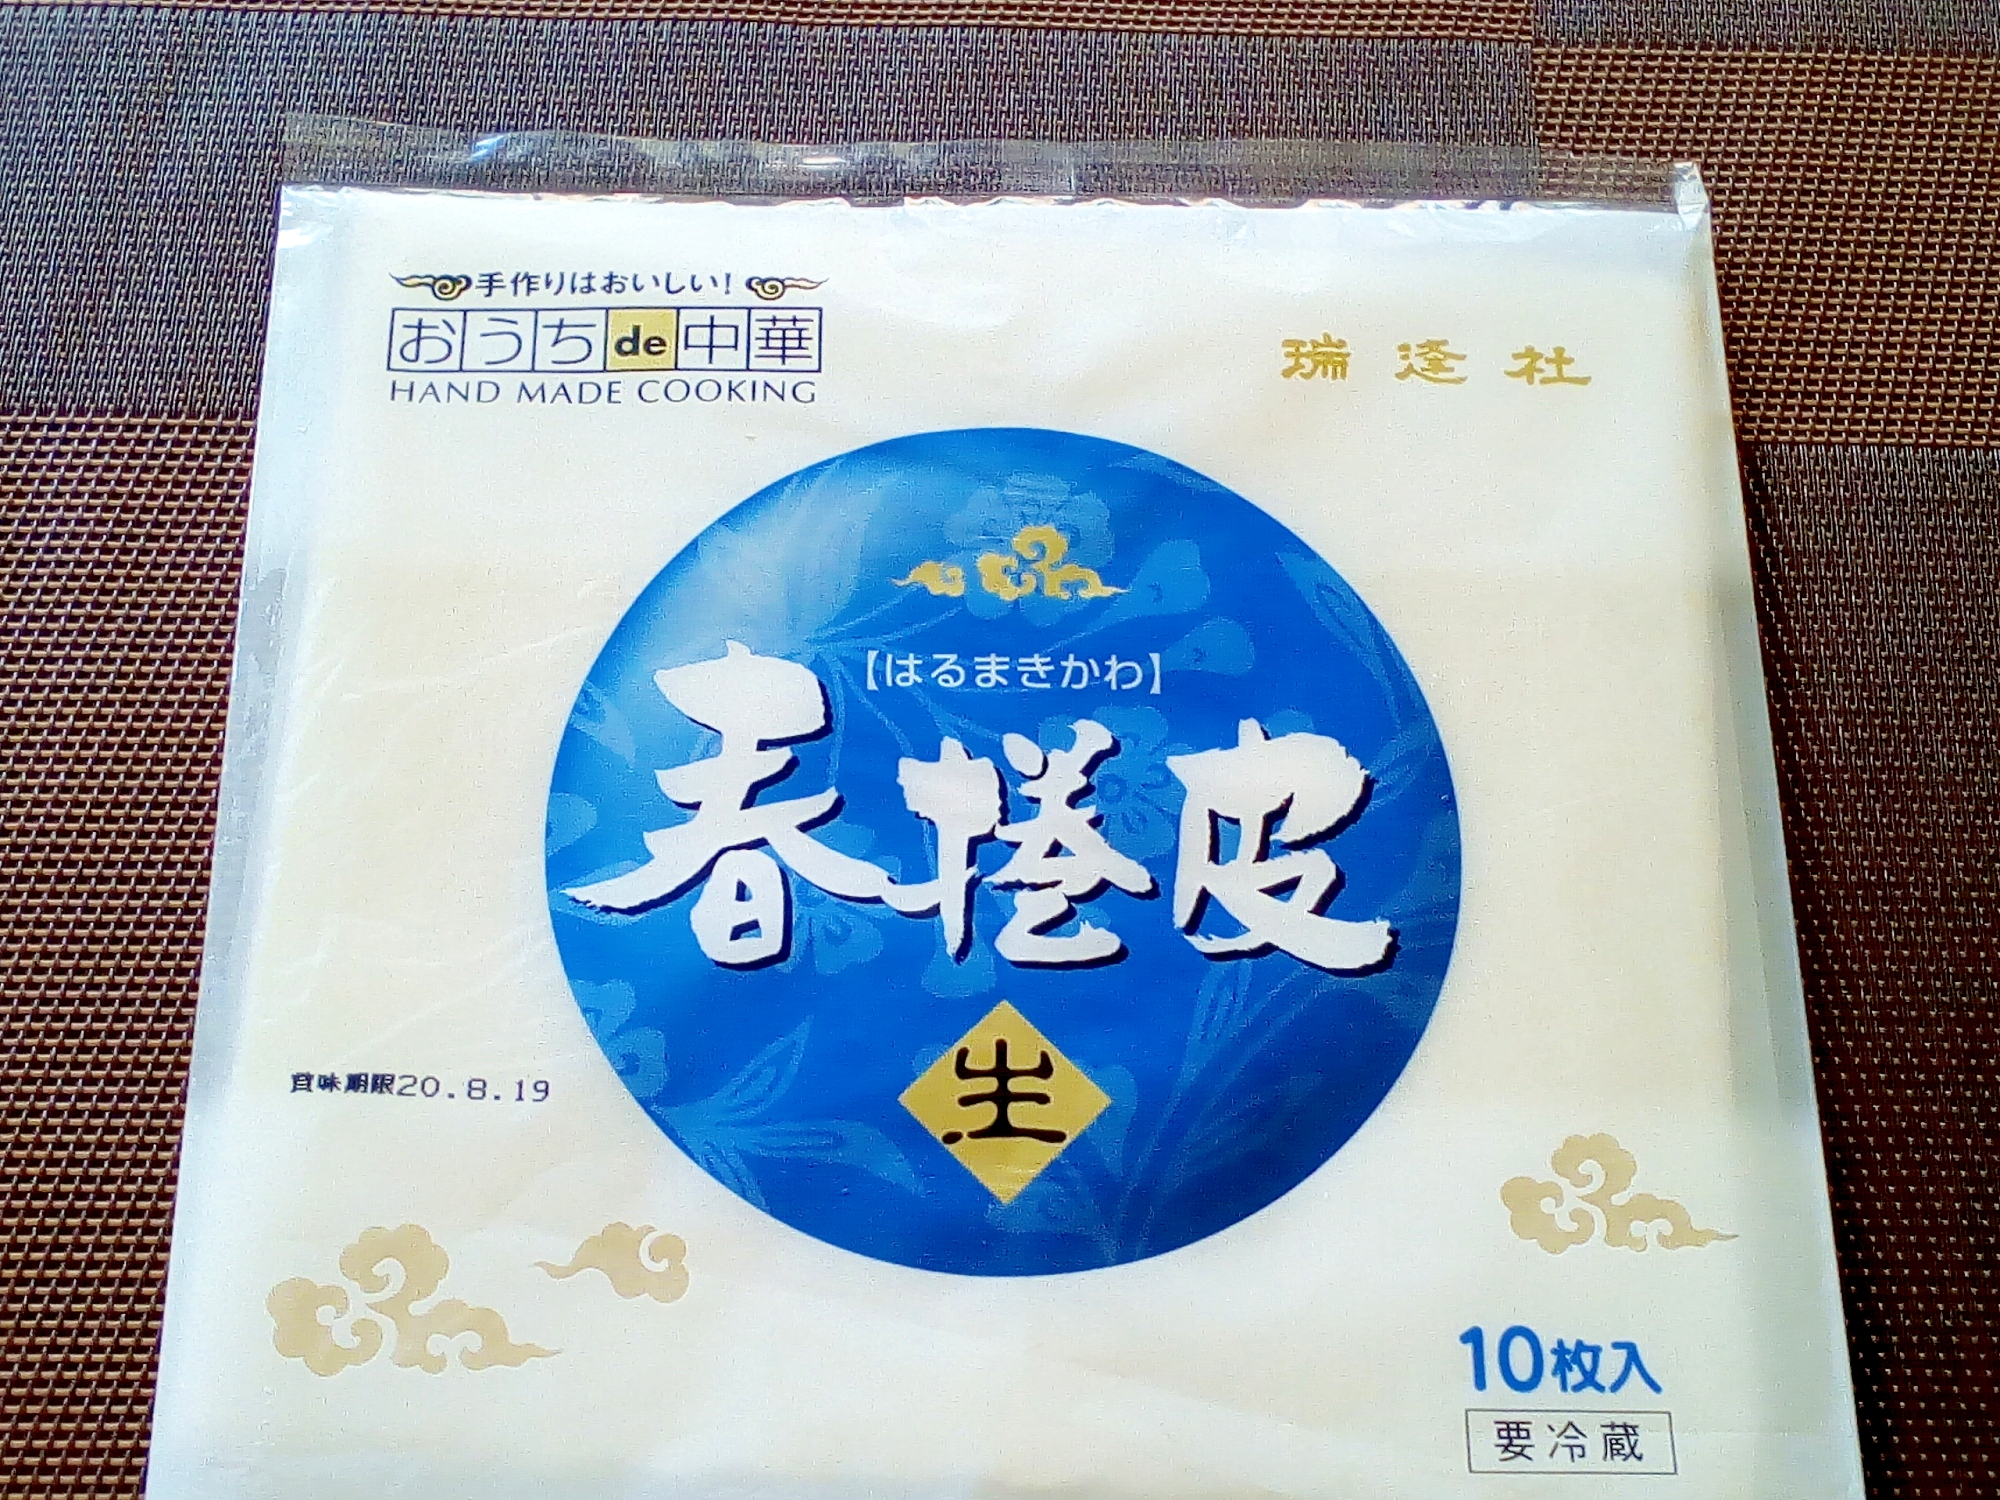 手作りはおいしい!
おうちde中華
HAND MADE COOKING
瑞逢社
【はるまきかわ】
春捲皮
生
賞味期限20.8.19
10枚入
要冷蔵